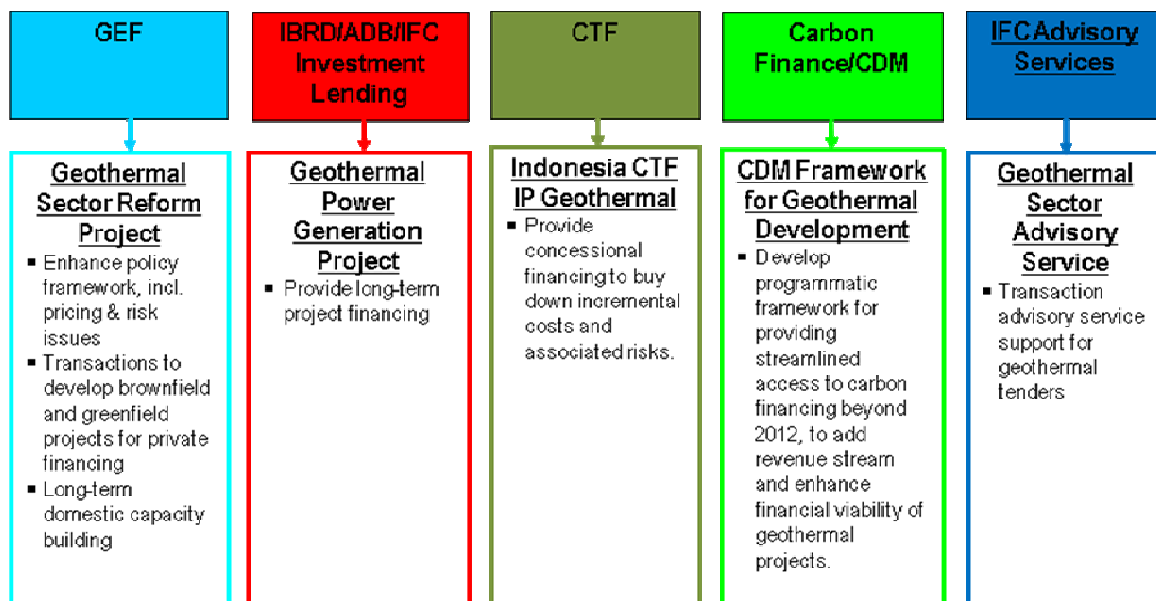 GEF
IBRD/ADB/IFC
Investment
Lending
CTF
Carbon
Finance/CDM
IFCAdvisory
Services
Geothermal
Sector Reform
Project
▪ Enhance policy
framework, incl.
pricing & risk
issues
▪ Transactions to
develop brownfield
and greenfield
projects for private
financing
▪ Long-term
domestic capacity
building
Geothermal
Power
Generation
Project
▪ Provide long-term
project financing
Indonesia CTF
IP Geothermal
▪ Provide
concessional
financing to buy
down incremental
costs and
associated risks.
CDM Framework
for Geothermal
Development
▪ Develop
programmatic
framework for
providing
streamlined
access to carbon
financing beyond
2012, to add
revenue stream
and enhance
financial viability of
geothermal
projects.
Geothermal
Sector
Advisory
Service
▪ Transaction
advisory service
support for
geothermal
tenders